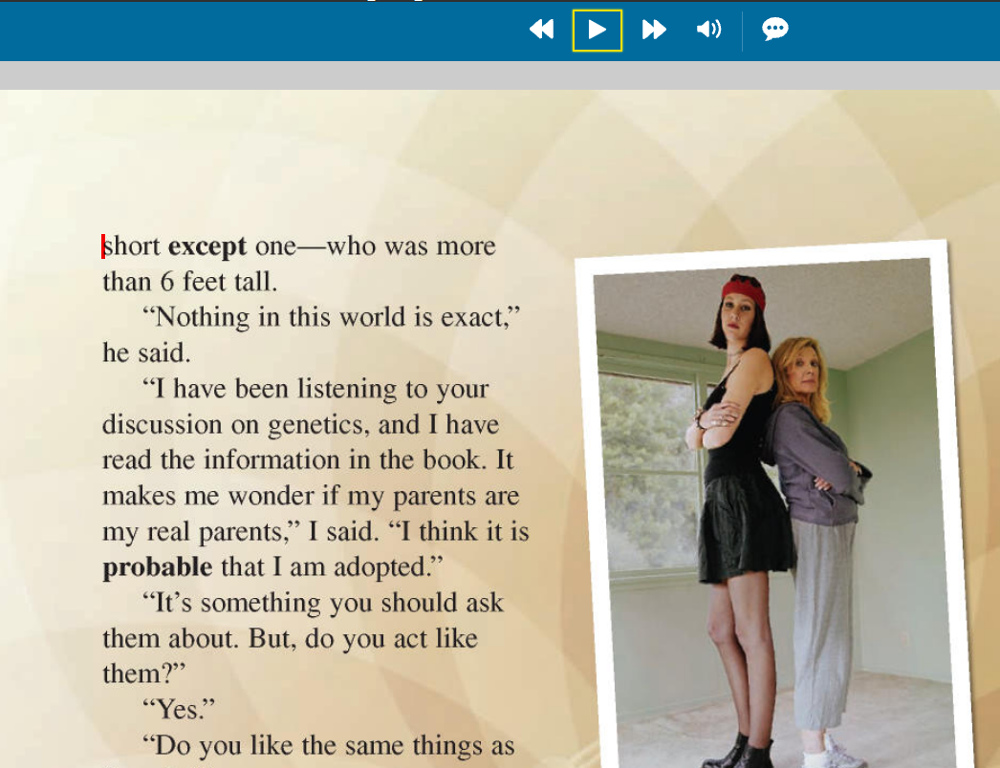 short except one—who was more
than 6 feet tall.
“Nothing in this world is exact,”
he said.
“I have been listening to your
discussion on genetics, and I have
read the information in the book. It
makes me wonder if my parents are
my real parents,” I said. “I think it is
probable that I am adopted.”
“It’s something you should ask
them about. But, do you act like
them?”
“Yes.”
“Do you like the same things as